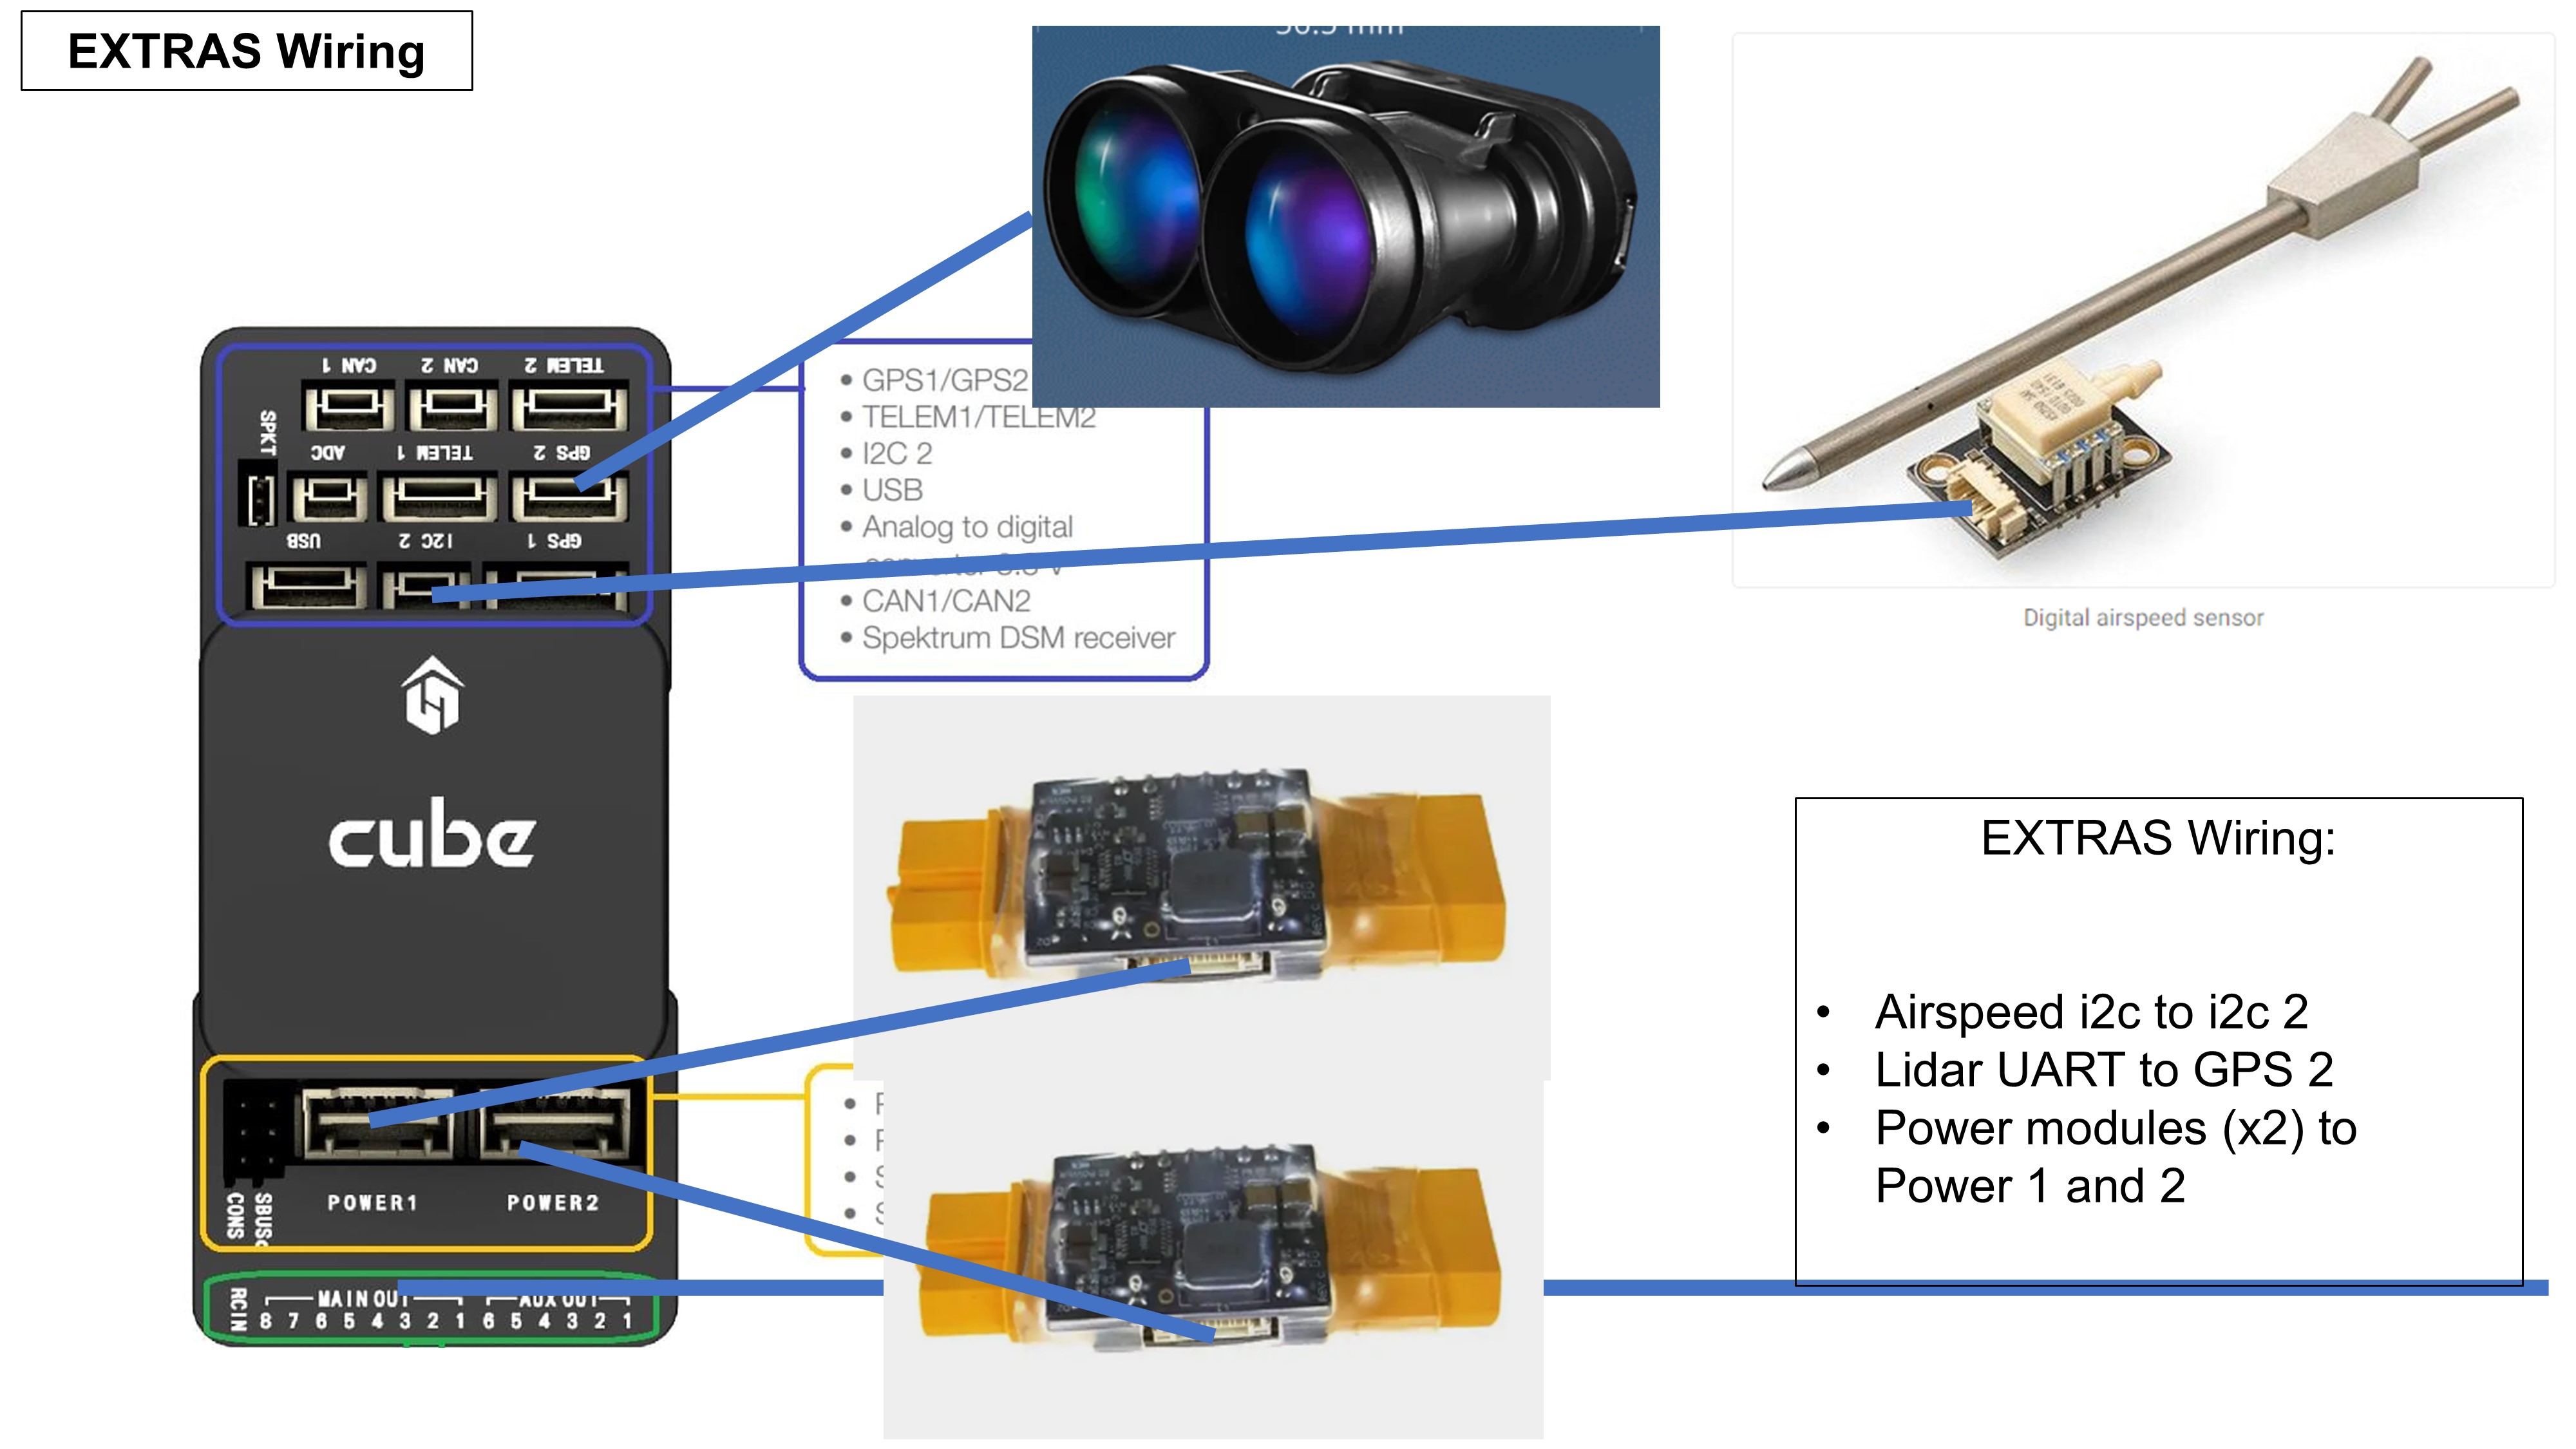 EXTRAS Wiring
CAN 1
CAN 2
TELEM 2
SPKT
ADC
TELEM 1
GPS 2
USB
I2C 2
GPS 1
• GPS1/GPS2
• TELEM1/TELEM2
• I2C 2
• USB
• Analog to digital
• CAN1/CAN2
• Spektrum DSM receiver
Digital airspeed sensor
cube
CONS
POWER1
POWER2
RCIN
MAIN OUT
AUX OUT
8 7 6 5 4 3 2 1
6 5 4 3 2 1
EXTRAS Wiring:
• Airspeed i2c to i2c 2
• Lidar UART to GPS 2
• Power modules (x2) to
Power 1 and 2